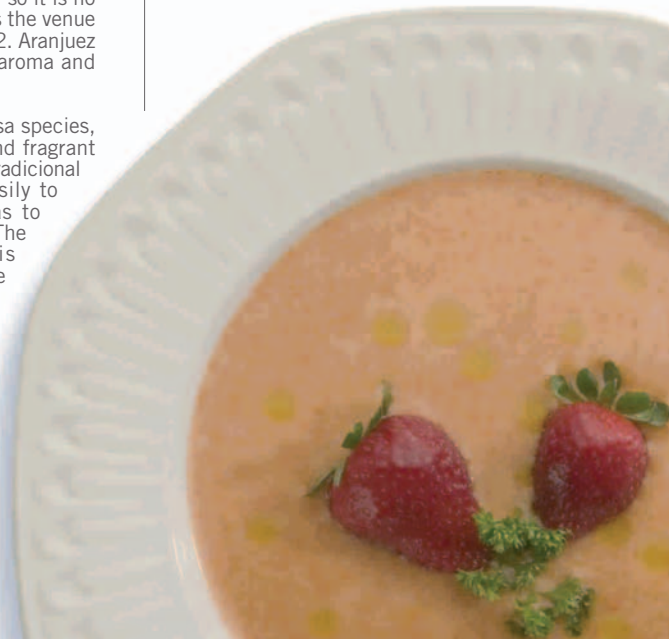 so it is no
s the venue
2. Aranjuez
aroma and
sa species,
nd fragrant
radicional
sily to
ns to
The
is
e